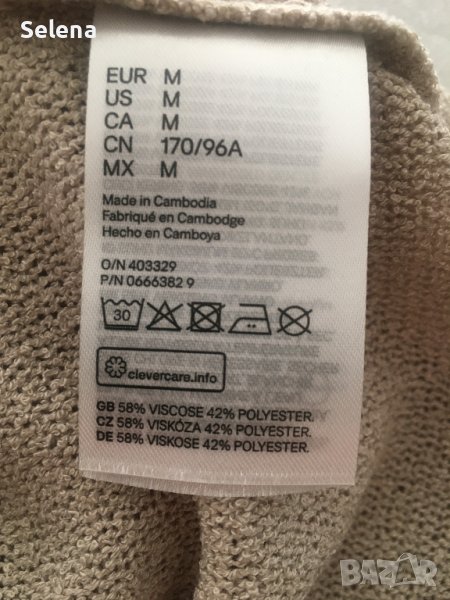 Selena
EUR M
US M
CA M
CN 170/96A
MX M
Made in Cambodia
Fabriqué en Cambodge
Hecho en Camboya
O/N 403329
P/N 0666382 9
30
clevercare.info
GB 58% VISCOSE 42% POLYESTER.
CZ 58% VISKÓZA 42% POLYESTER.
DE 58% VISKOSE 42% POLYESTER.
BAZAR